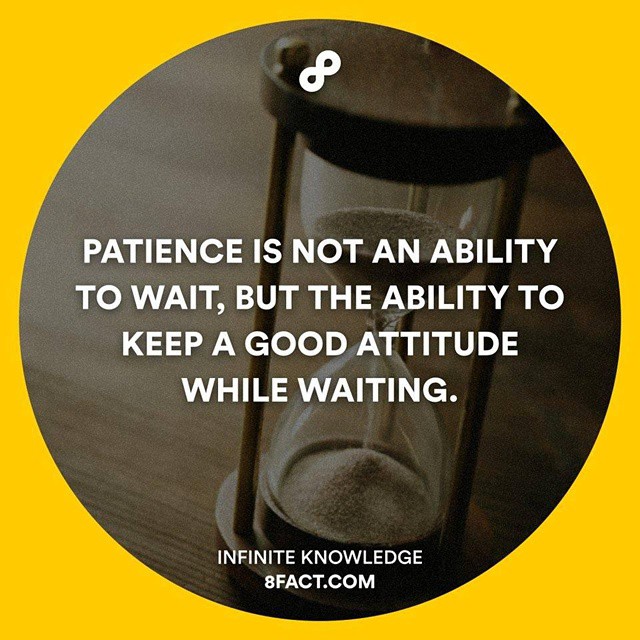 PATIENCE IS NOT AN ABILITY
TO WAIT, BUT THE ABILITY TO
KEEP A GOOD ATTITUDE
WHILE WAITING.
INFINITE KNOWLEDGE
8FACT.COM